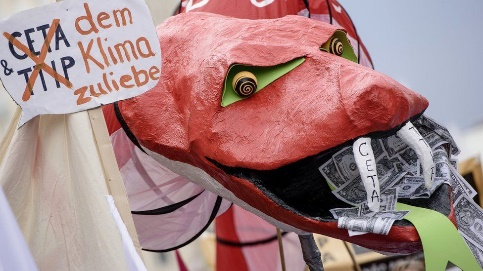 CETA dem
& TTIP Klima
zuliebe
CETA